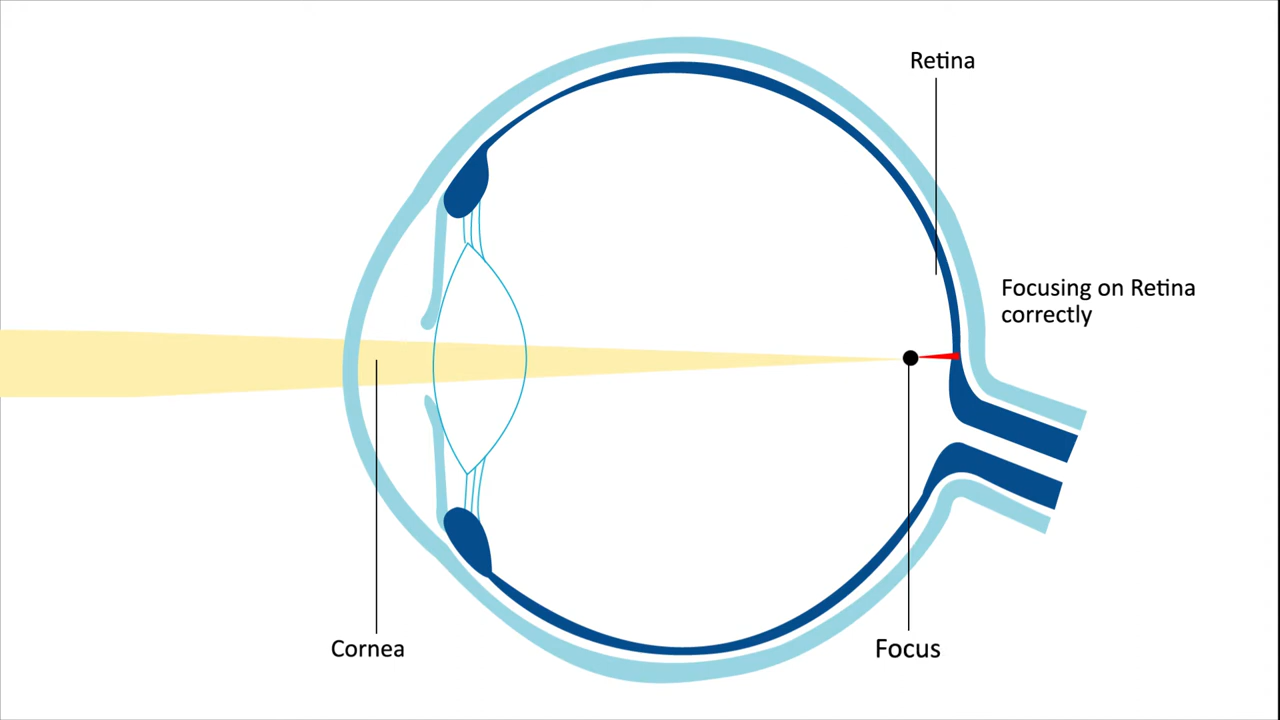 Retina
Focusing on Retina
correctly
Cornea
Focus